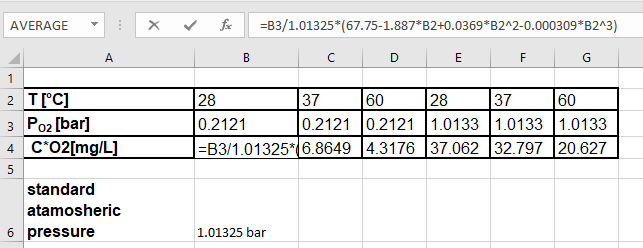 AVERAGE =B3/1.01325*(67.75-1.887*B2+0.0369*B2^2-0.000309*B2^3)
A B C D E F G
1
2 T [°C] 28 37 60 28 37 60
3 PO2 [bar] 0.2121 0.2121 0.2121 1.0133 1.0133 1.0133
4 C*O2[mg/L] =B3/1.01325*( 6.8649 4.3176 37.062 32.797 20.627
5
standard
atamosheric
6 pressure 1.01325 bar